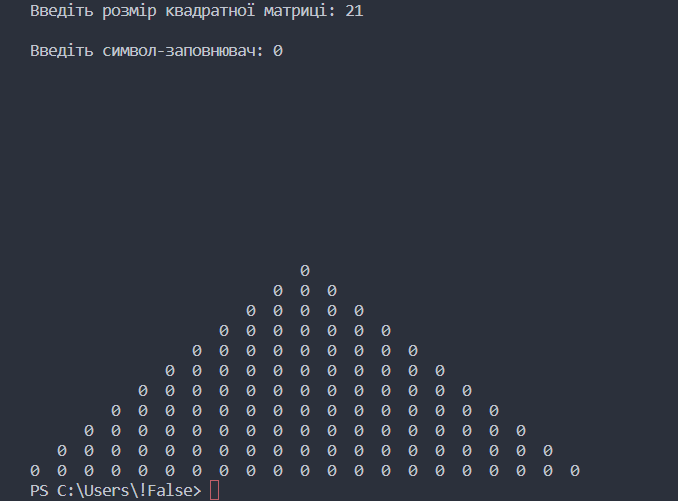 Введіть розмір квадратної матриці: 21
Введіть символ-заповнювач: 0
0
0 0 0
0 0 0 0 0
0 0 0 0 0 0 0
0 0 0 0 0 0 0 0 0
0 0 0 0 0 0 0 0 0 0 0
0 0 0 0 0 0 0 0 0 0 0 0 0
0 0 0 0 0 0 0 0 0 0 0 0 0 0 0
0 0 0 0 0 0 0 0 0 0 0 0 0 0 0 0 0
0 0 0 0 0 0 0 0 0 0 0 0 0 0 0 0 0 0 0
0 0 0 0 0 0 0 0 0 0 0 0 0 0 0 0 0 0 0 0 0
PS C:\Users\!False>